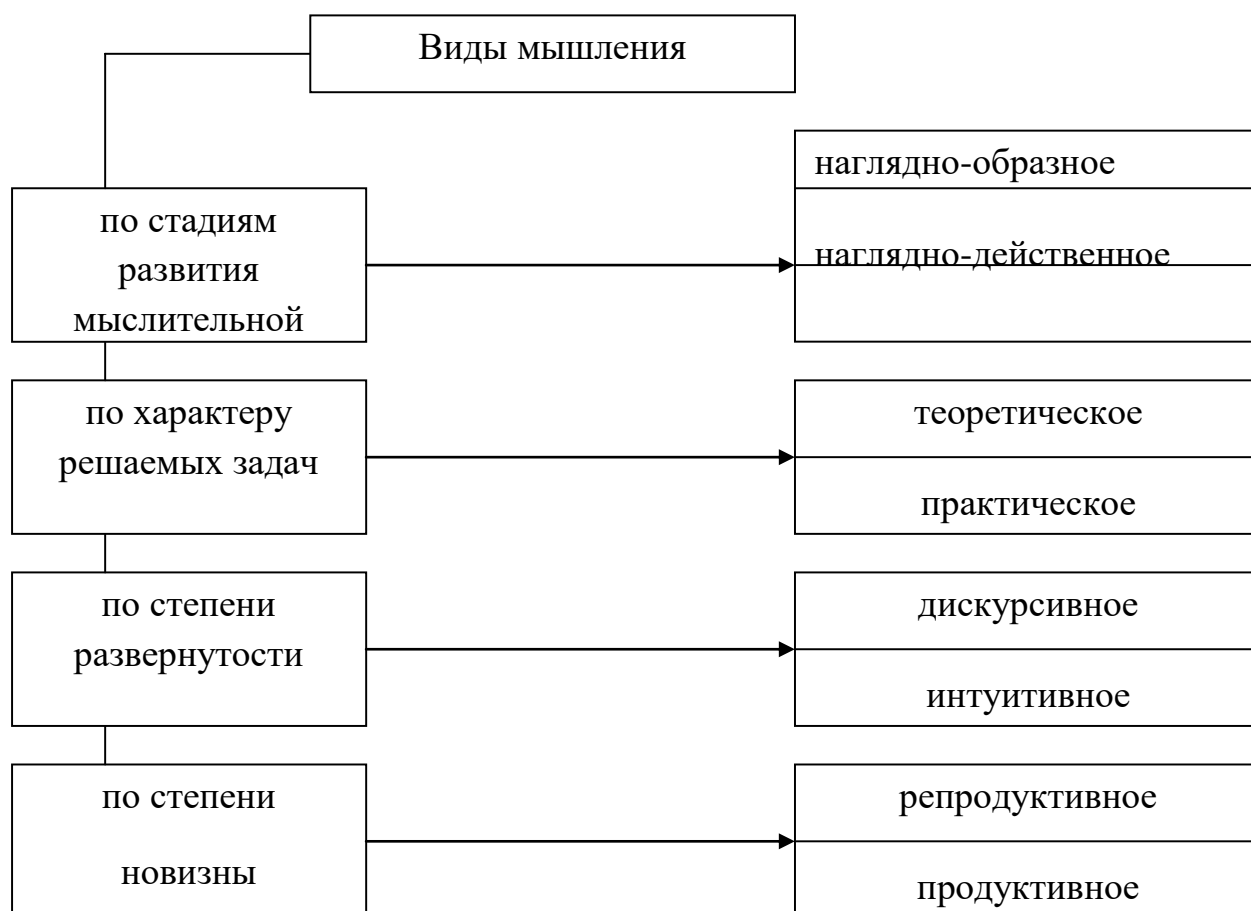 Виды мышления
наглядно-образное
по стадиям
развития
мыслительной
наглядно-действенное
по характеру
решаемых задач
теоретическое
практическое
по степени
развернутости
дискурсивное
интуитивное
по степени
новизны
репродуктивное
продуктивное